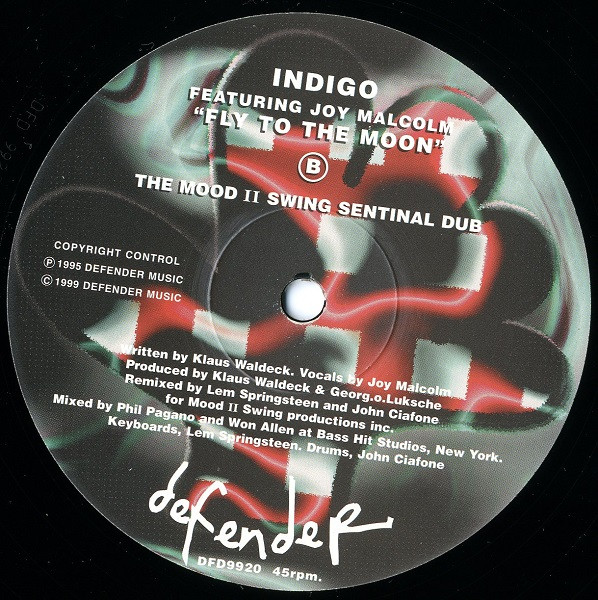 INDIGO
FEATURING JOY MALCOLM
"FLY TO THE MOON"
B
THE MOOD II SWING SENTINAL DUB
COPYRIGHT CONTROL
Ⓟ 1995 DEFENDER MUSIC
© 1999 DEFENDER MUSIC
Written by Klaus Waldeck. Vocals by Joy Malcolm
Produced by Klaus Waldeck & Georg.o.Luksche
Remixed by Lem Springsteen and John Ciafone
for Mood II Swing productions inc.
Mixed by Phil Pagano and Won Allen at Bass Hit Studios, New York.
Keyboards, Lem Springsteen. Drums, John Ciafone
defender
DFD9920 45rpm.